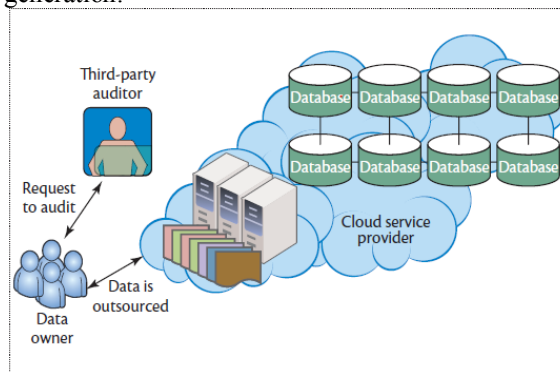 generation.
Third-party
auditor
Database Database Database Database
Database Database Database Database
Request
to audit
Cloud service
provider
Data is
outsourced
Data
owner